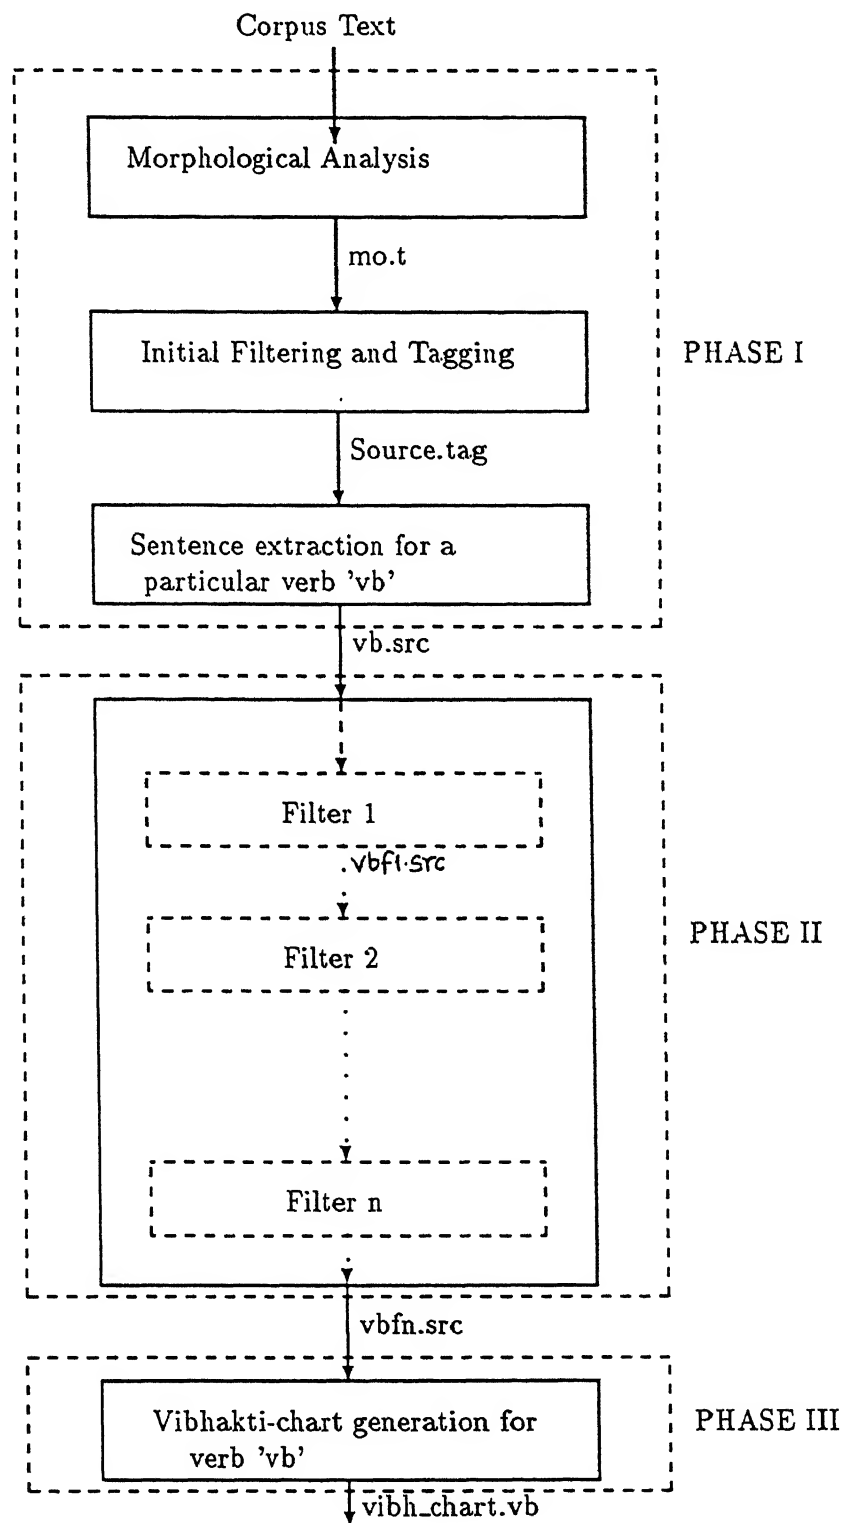 Corpus Text
Morphological Analysis
mo.t
Initial Filtering and Tagging
PHASE I
Source.tag
Sentence extraction for a
particular verb 'vb'
vb.src
Filter 1
vbf1.src
Filter 2
PHASE II
Filter n
vbfn.src
Vibhakti-chart generation for
verb 'vb'
PHASE III
vibh_chart.vb